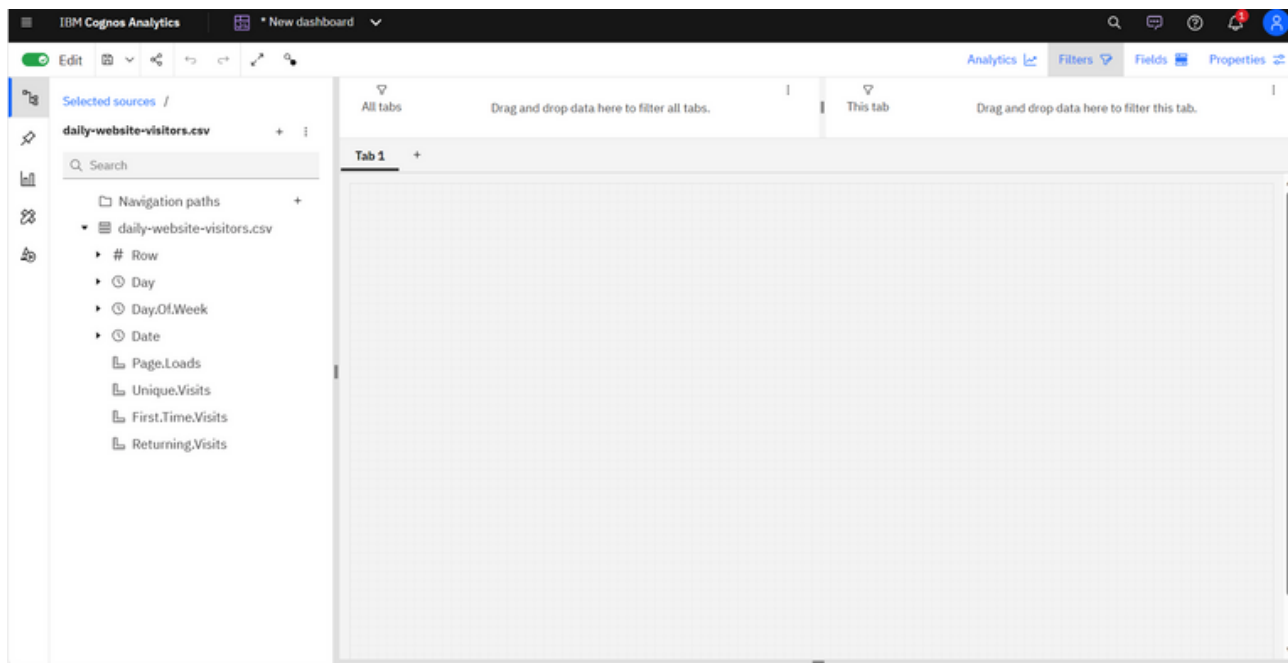 IBM Cognos Analytics
* New dashboard
1
Edit
Analytics
Filters
Fields
Properties
Selected sources /
daily-website-visitors.csv
Search
Navigation paths
daily-website-visitors.csv
# Row
Day
Day.Of.Week
Date
Page.Loads
Unique.Visits
First.Time.Visits
Returning.Visits
All tabs
Drag and drop data here to filter all tabs.
This tab
Drag and drop data here to filter this tab.
Tab 1